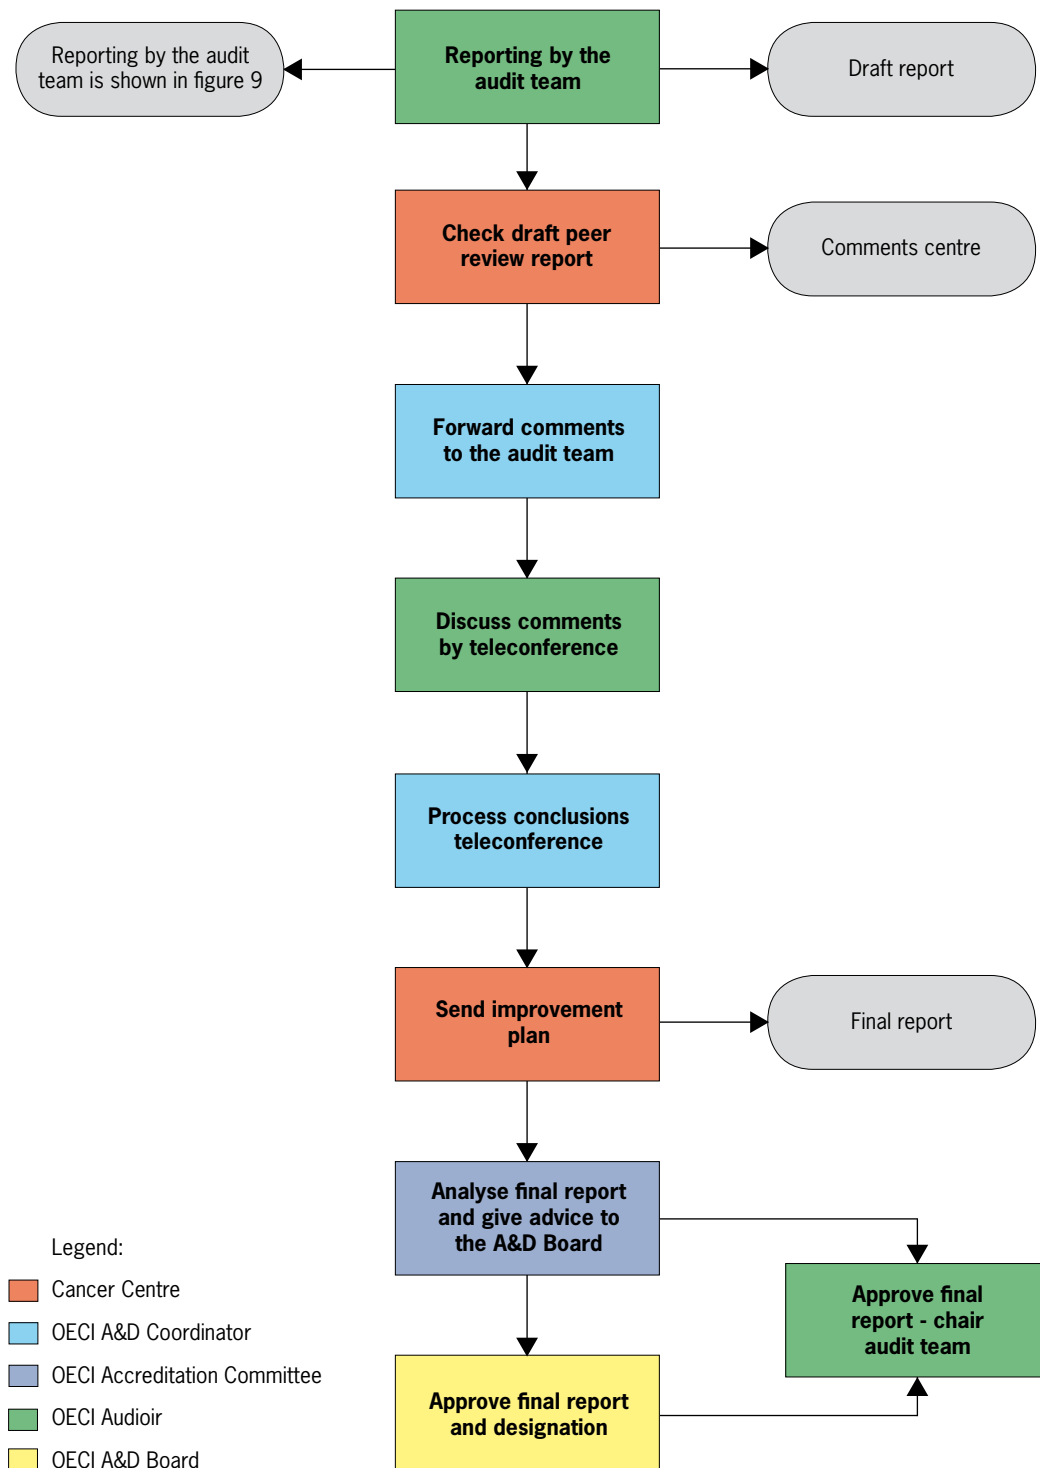 Reporting by the audit
team is shown in figure 9
Reporting by the
audit team
Draft report
Check draft peer
review report
Comments centre
Forward comments
to the audit team
Discuss comments
by teleconference
Process conclusions
teleconference
Send improvement
plan
Final report
Analyse final report
and give advice to
the A&D Board
Approve final
report - chair
audit team
Approve final report
and designation
Legend:
Cancer Centre
OECI A&D Coordinator
OECI Accreditation Committee
OECI Audioir
OECI A&D Board